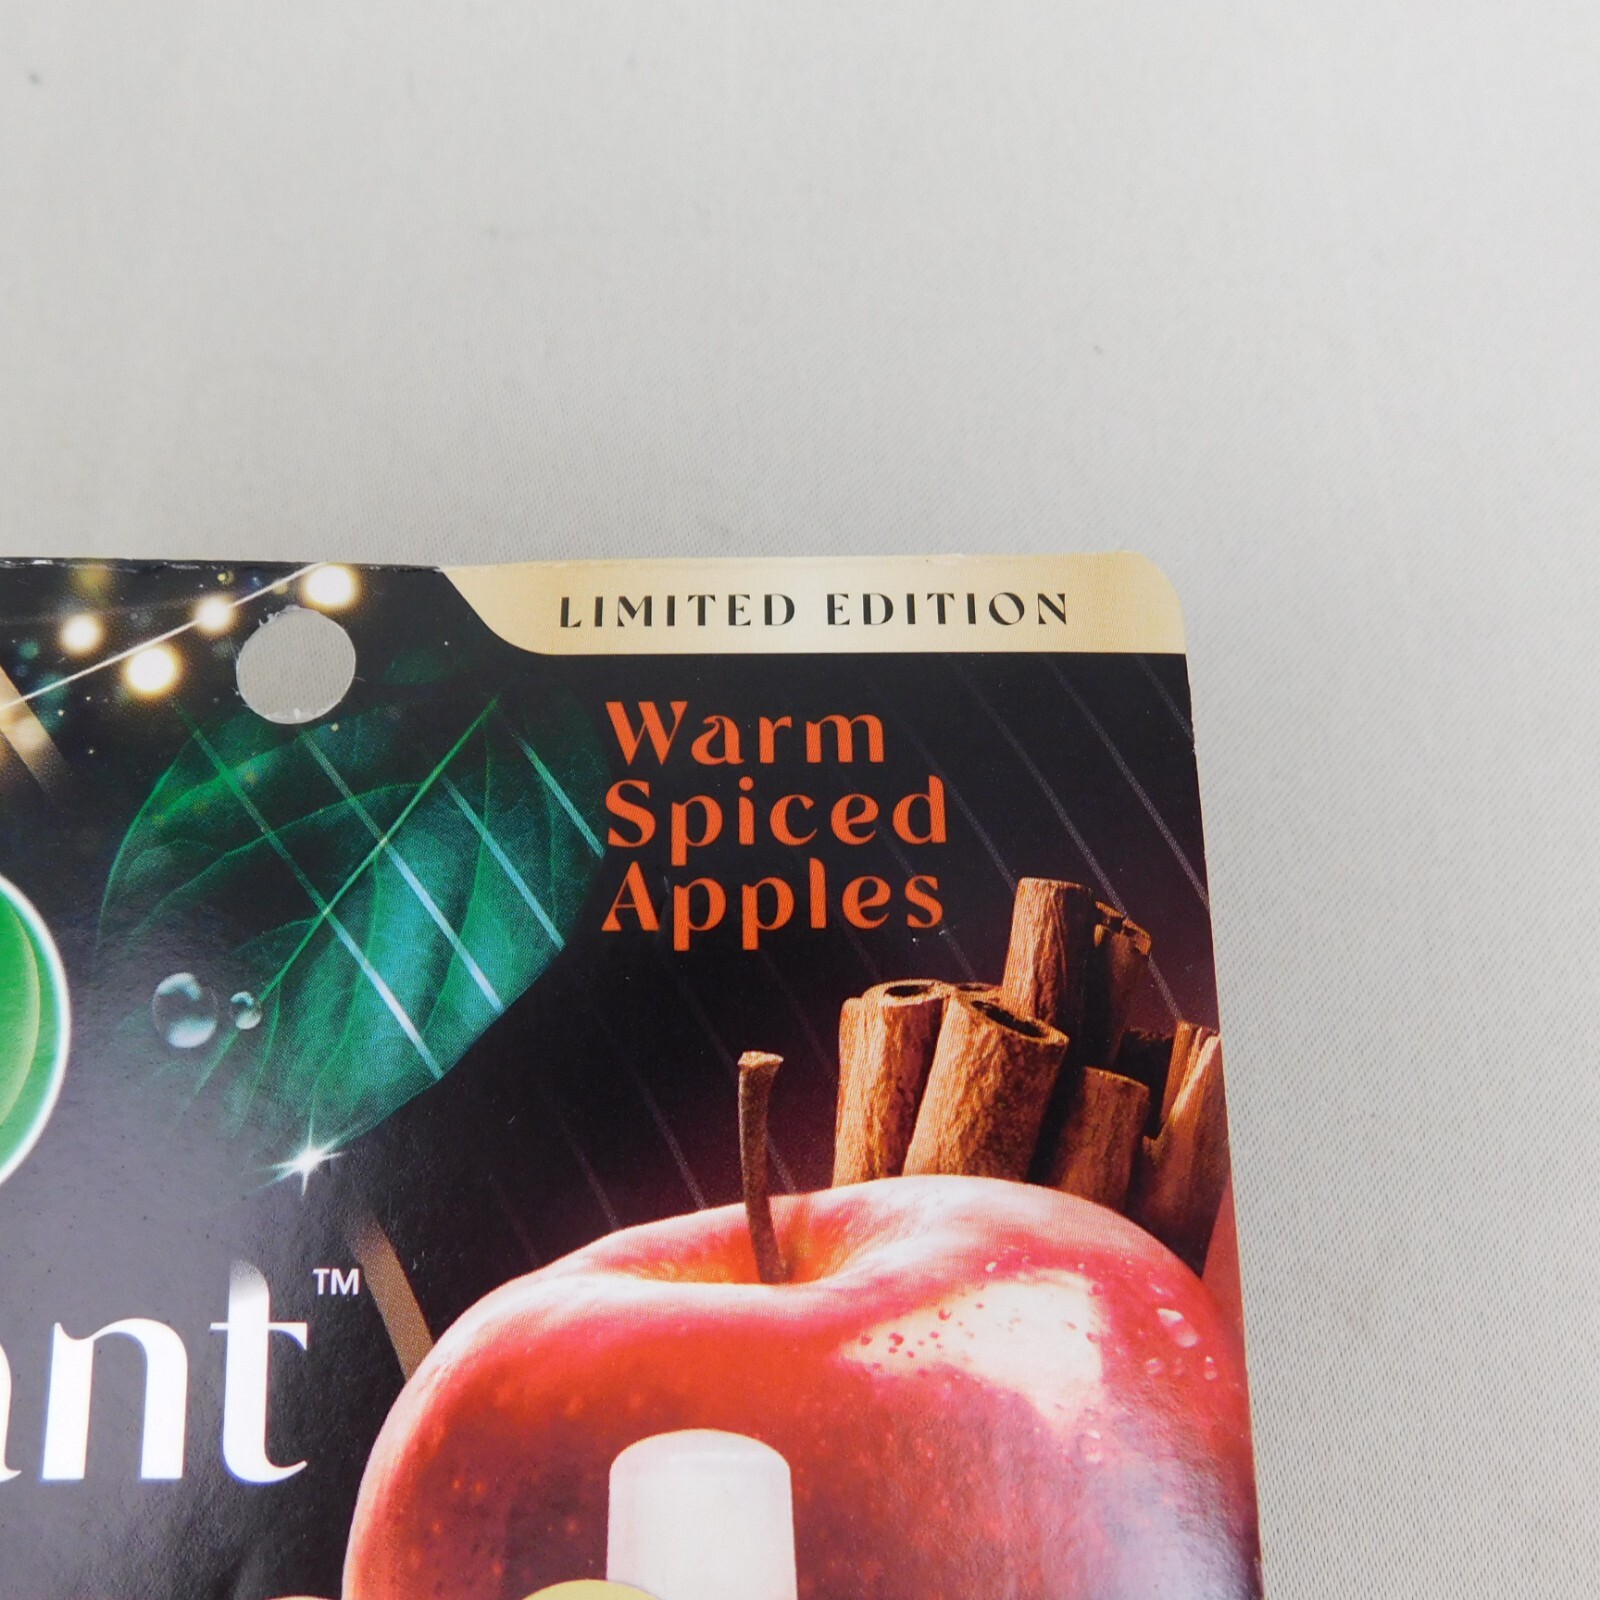 LIMITED EDITION
Warm
Spiced
Apples
ant™